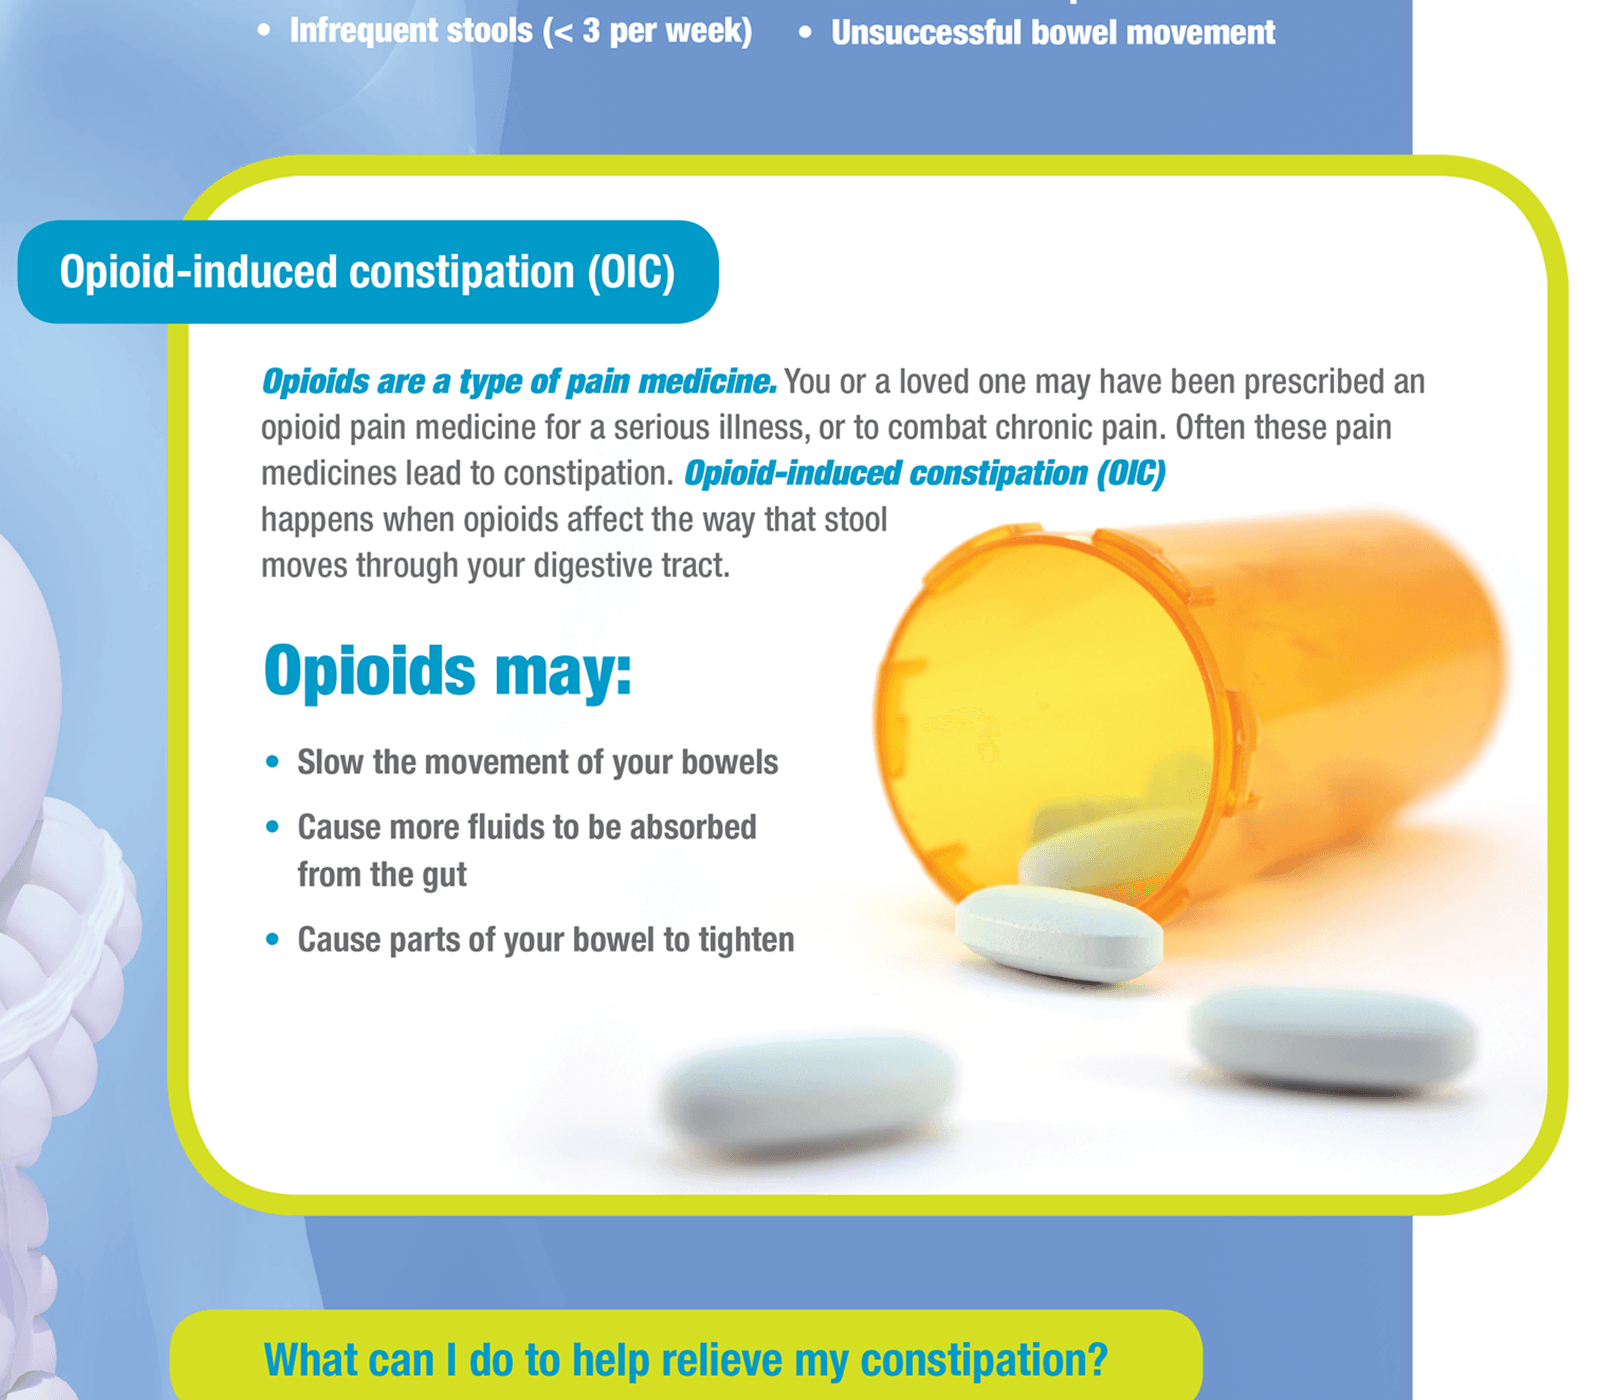 • Infrequent stools (< 3 per week) • Unsuccessful bowel movement
Opioid-induced constipation (OIC)
Opioids are a type of pain medicine. You or a loved one may have been prescribed an
opioid pain medicine for a serious illness, or to combat chronic pain. Often these pain
medicines lead to constipation. Opioid-induced constipation (OIC)
happens when opioids affect the way that stool
moves through your digestive tract.
Opioids may:
• Slow the movement of your bowels
• Cause more fluids to be absorbed
from the gut
• Cause parts of your bowel to tighten
What can I do to help relieve my constipation?